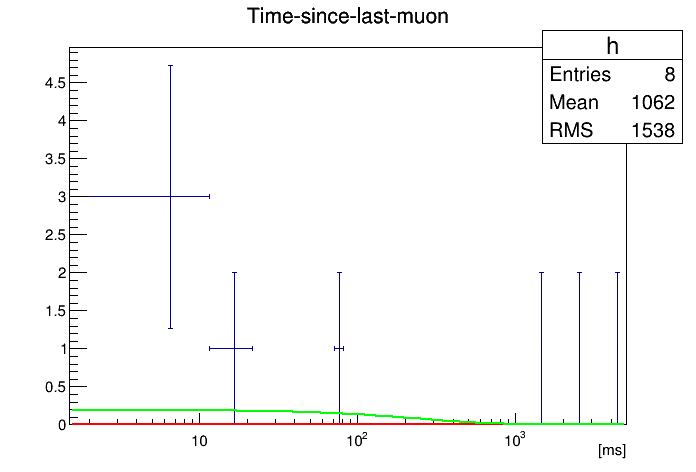 Time-since-last-muon
h
Entries 8
Mean 1062
RMS 1538
4.5
4
3.5
3
2.5
2
1.5
1
0.5
0
10 10² 10³
[ms]